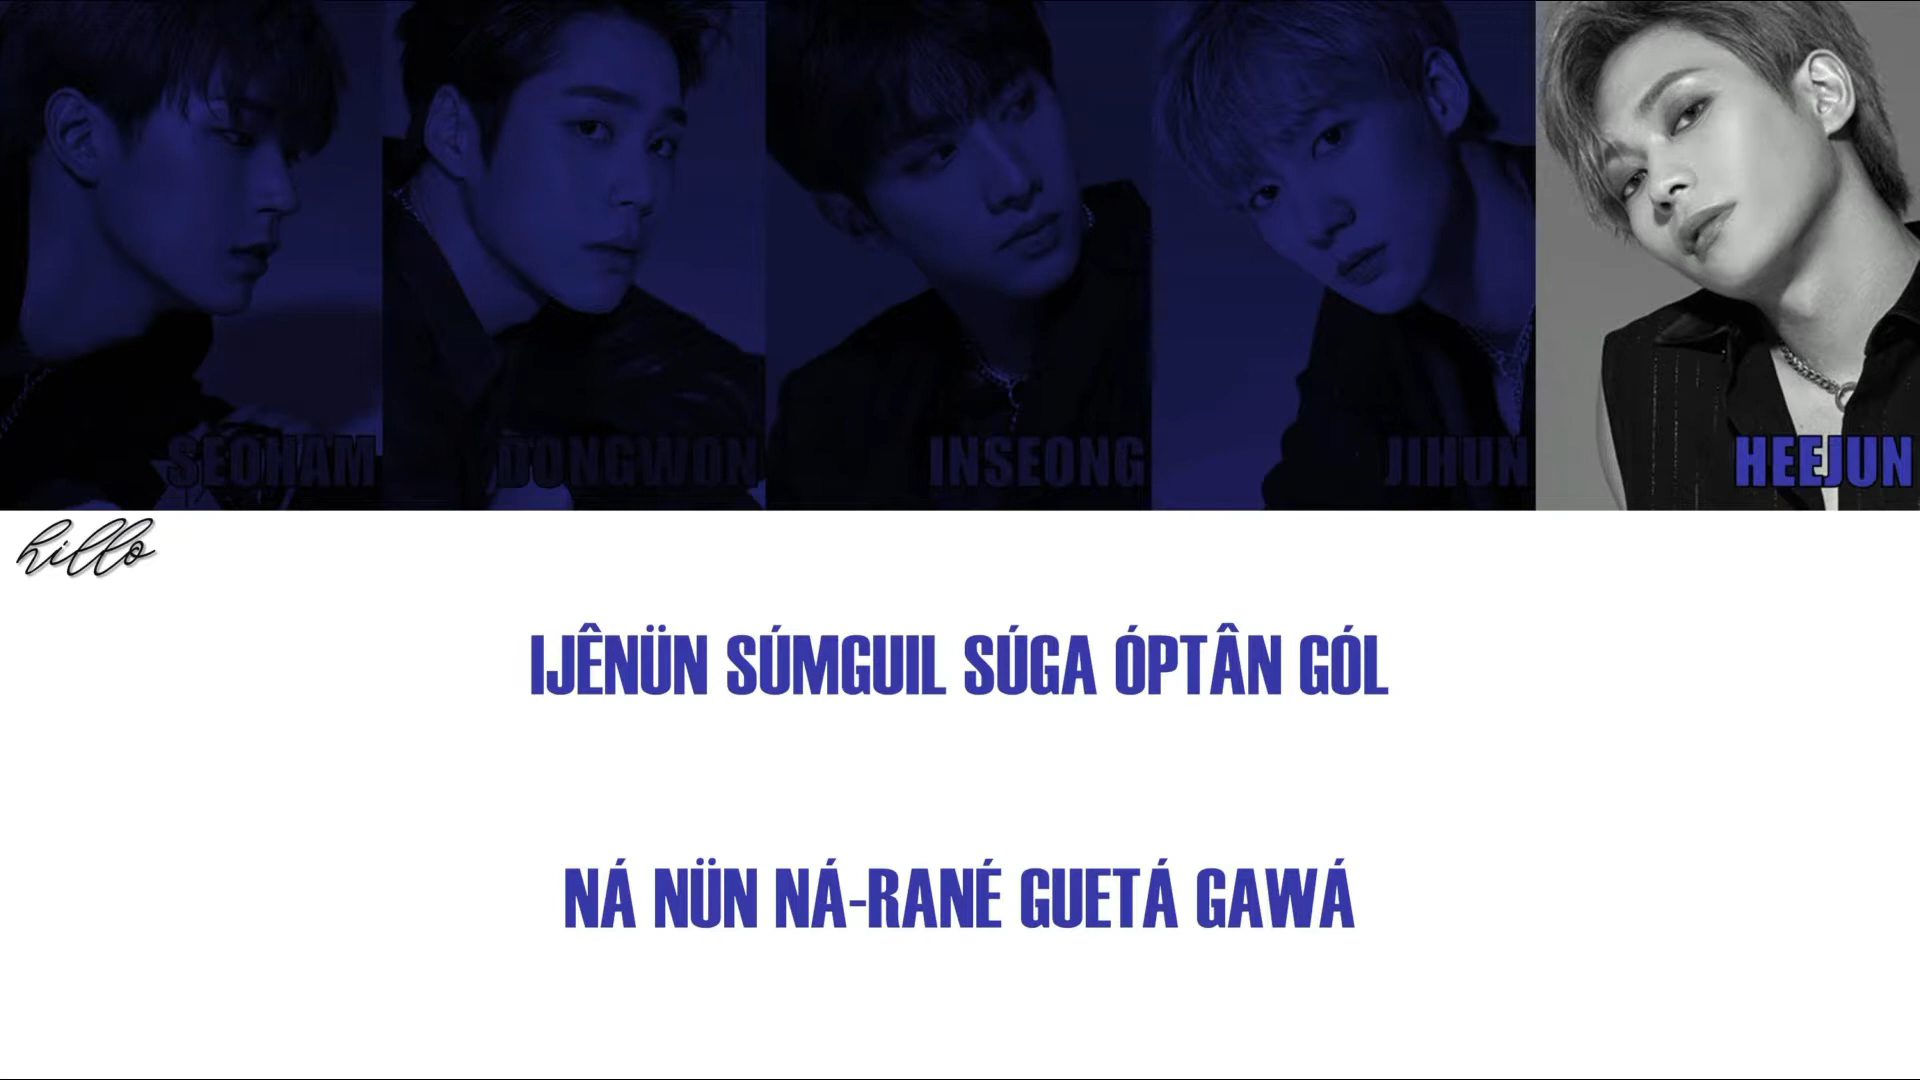 SEOHAM DONGWON INSEONG JIHUN HEEJUN
hillo
IJÊNÜN SÚMGUIL SÚGA ÓPTÂN GÓL
NÁ NÜN NÁ-RANÉ GUETÁ GAWÁ